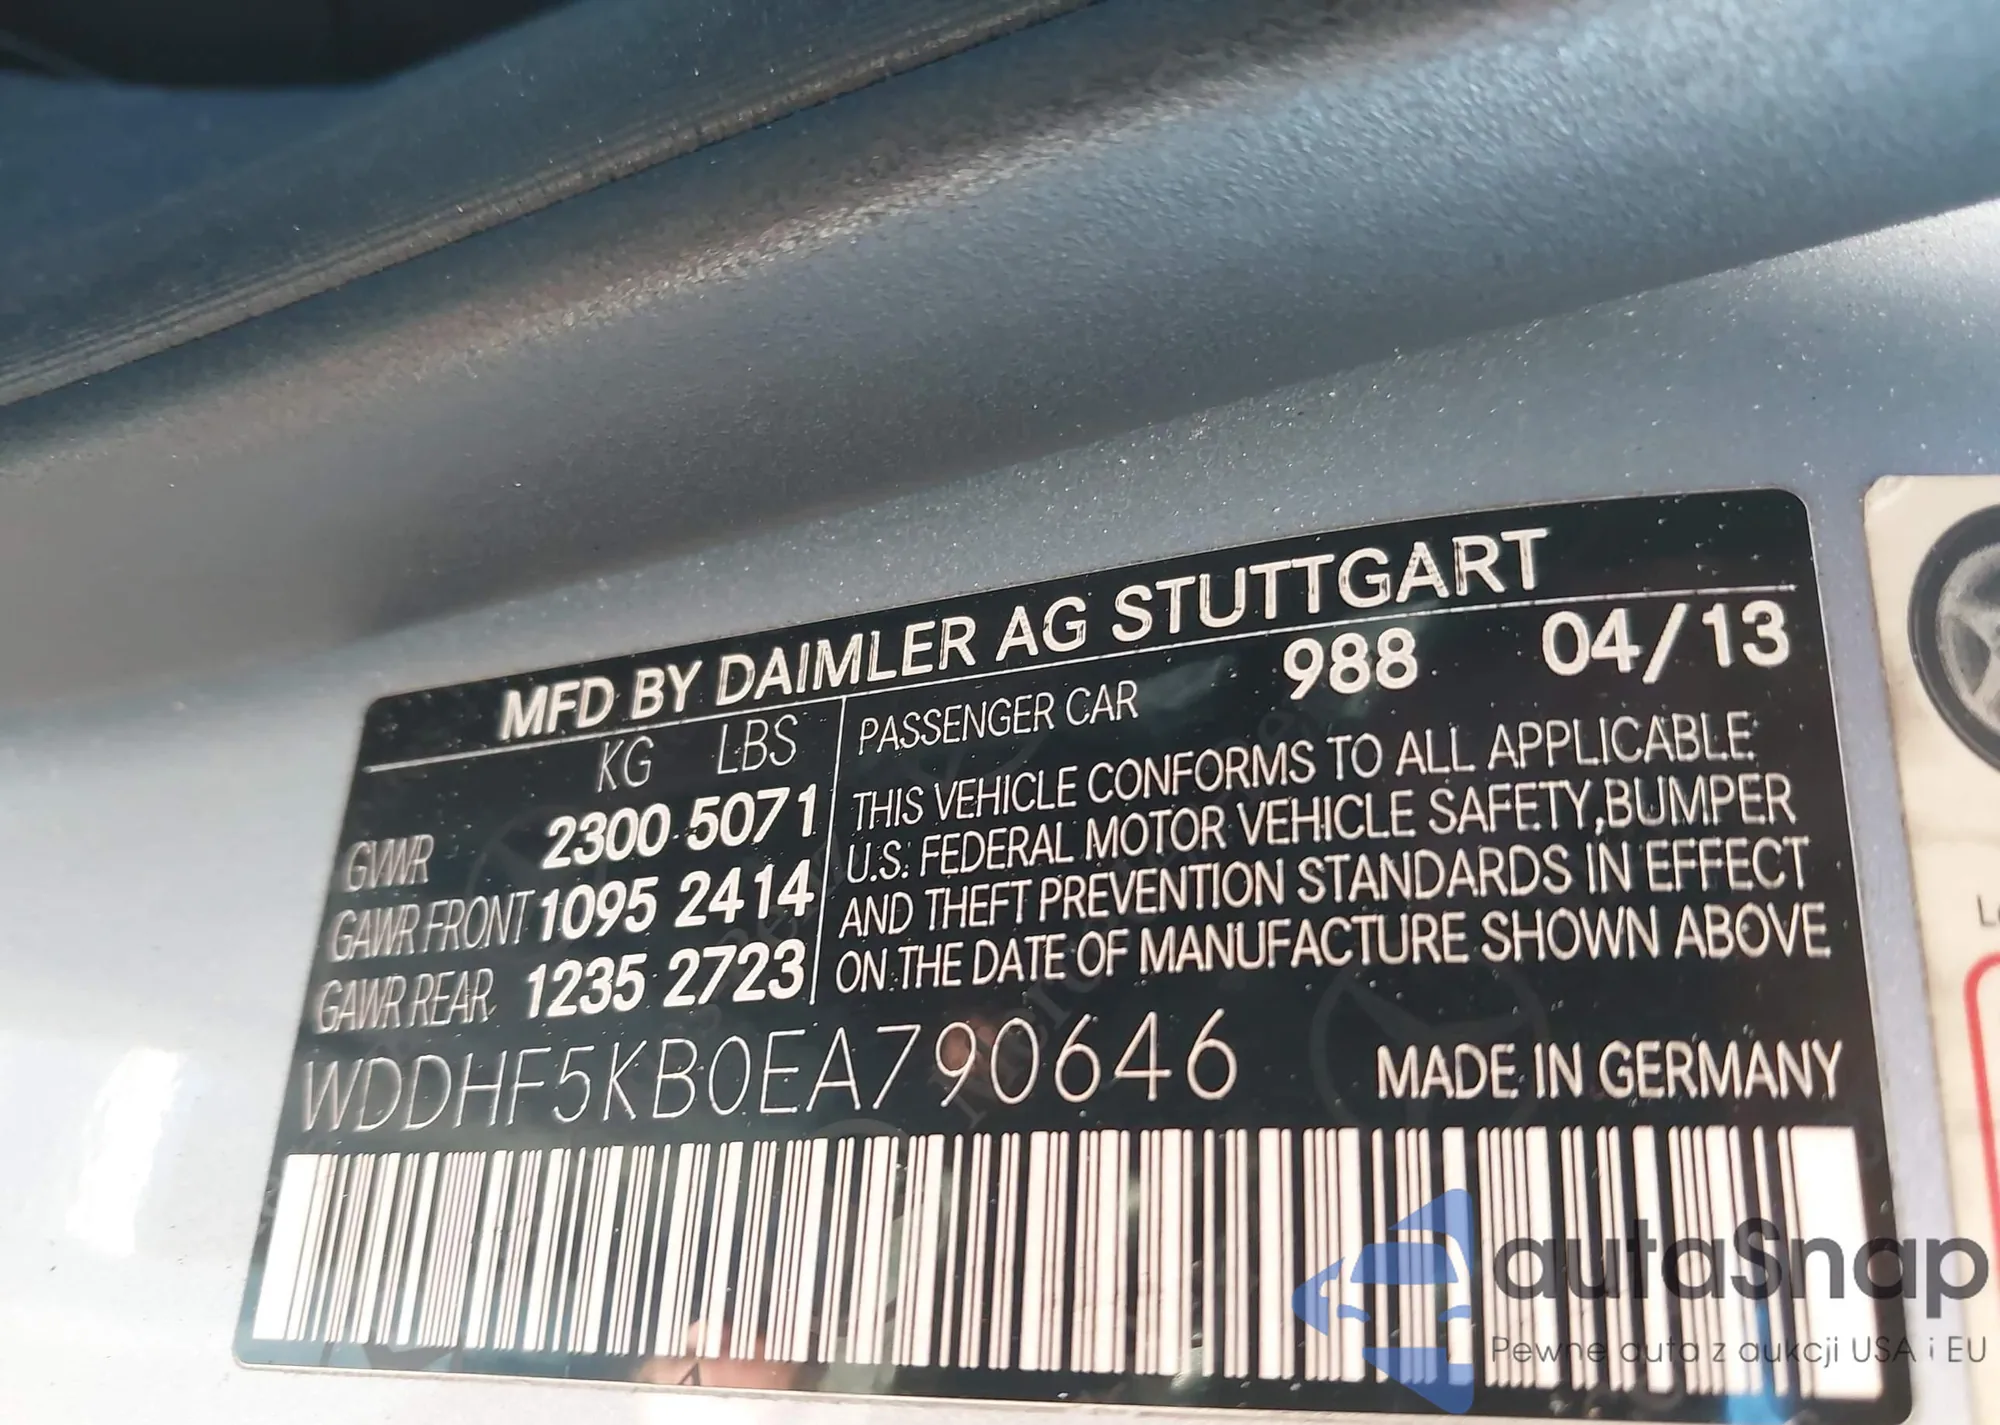 MFD BY DAIMLER AG STUTTGART
KG LBS
GVWR 2300 5071
GAWR FRONT 1095 2414
GAWR REAR 1235 2723
PASSENGER CAR 988 04/13
THIS VEHICLE CONFORMS TO ALL APPLICABLE
U.S. FEDERAL MOTOR VEHICLE SAFETY,BUMPER
AND THEFT PREVENTION STANDARDS IN EFFECT
ON THE DATE OF MANUFACTURE SHOWN ABOVE
WDDHF5KB0EA790646 MADE IN GERMANY
autaSnap
Pewne auta z aukcji USA i EU